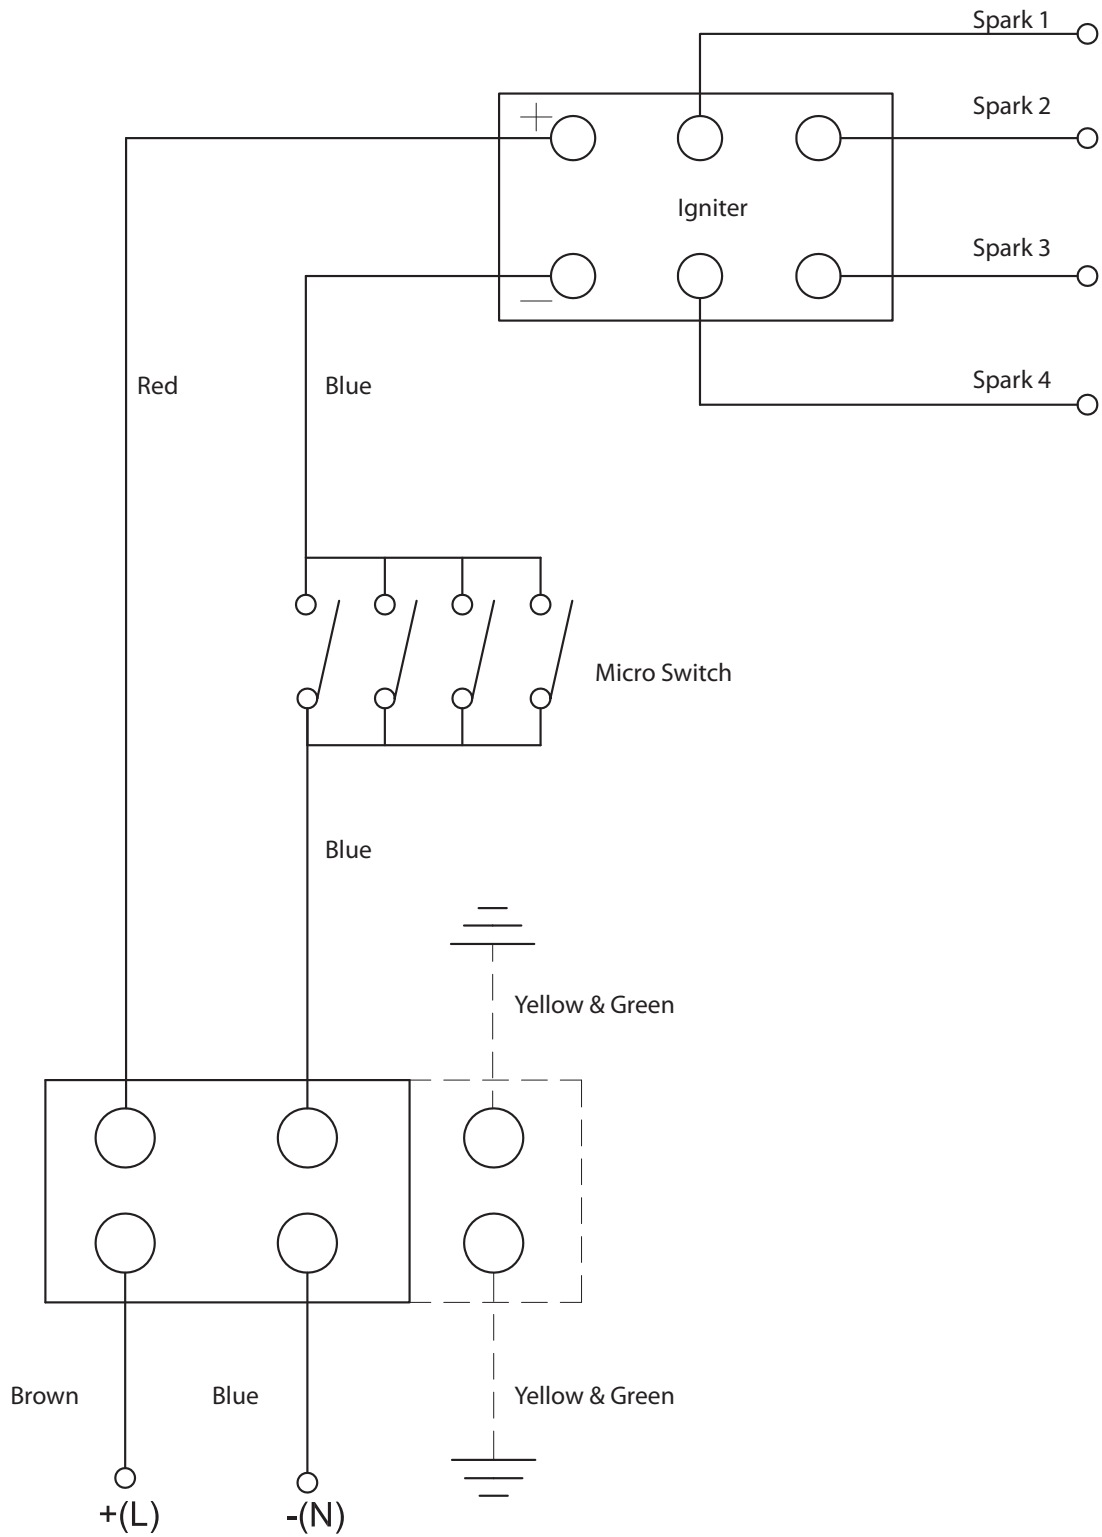 Spark 1
+
Spark 2
Igniter
Spark 3
—
Spark 4
Red
Blue
Micro Switch
Blue
Yellow & Green
Brown
Blue
Yellow & Green
+(L)
-(N)